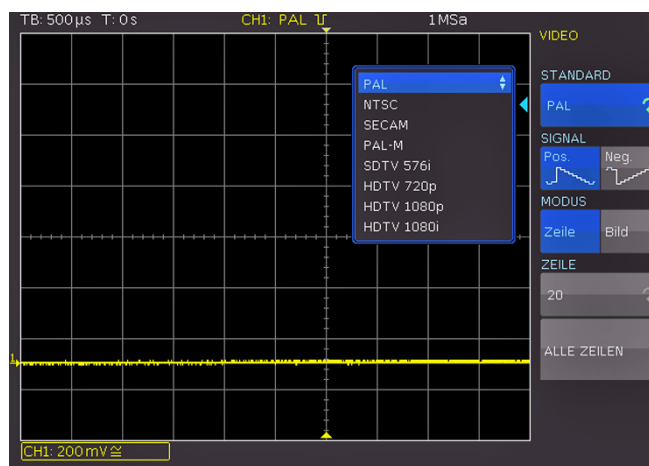 TB: 500µs T: 0s CH1: PAL 1MSa
VIDEO
STANDARD
PAL
SIGNAL
Pos. Neg.
MODUS
Zeile Bild
ZEILE
20
ALLE ZEILEN
PAL
NTSC
SECAM
PAL-M
SDTV 576i
HDTV 720p
HDTV 1080p
HDTV 1080i
1
CH1: 200mV≅